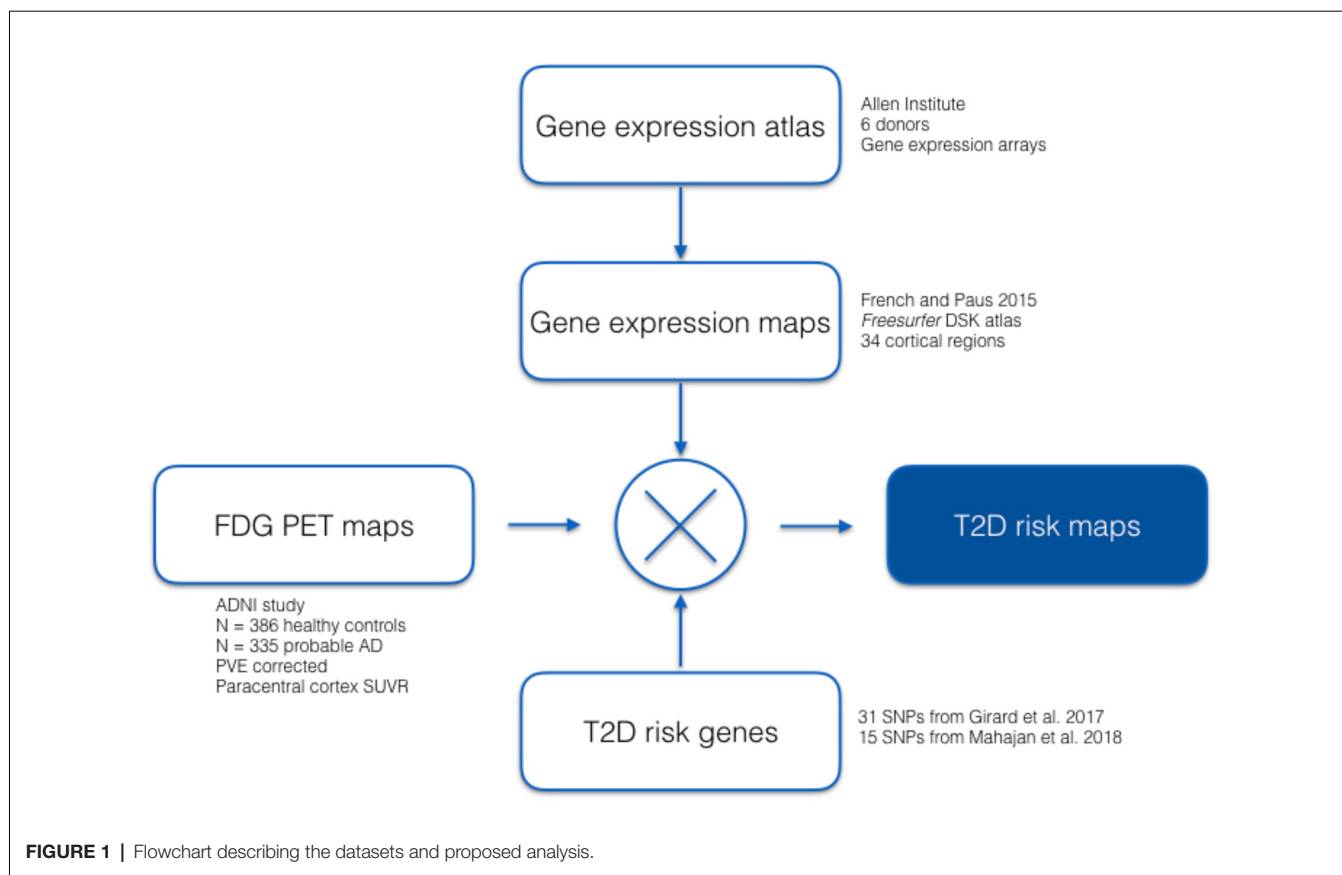 Gene expression atlas
Allen Institute
6 donors
Gene expression arrays
Gene expression maps
French and Paus 2015
Freesurfer DSK atlas
34 cortical regions
FDG PET maps
T2D risk maps
ADNI study
N = 386 healthy controls
N = 335 probable AD
PVE corrected
Paracentral cortex SUVR
T2D risk genes
31 SNPs from Girard et al. 2017
15 SNPs from Mahajan et al. 2018
FIGURE 1 | Flowchart describing the datasets and proposed analysis.